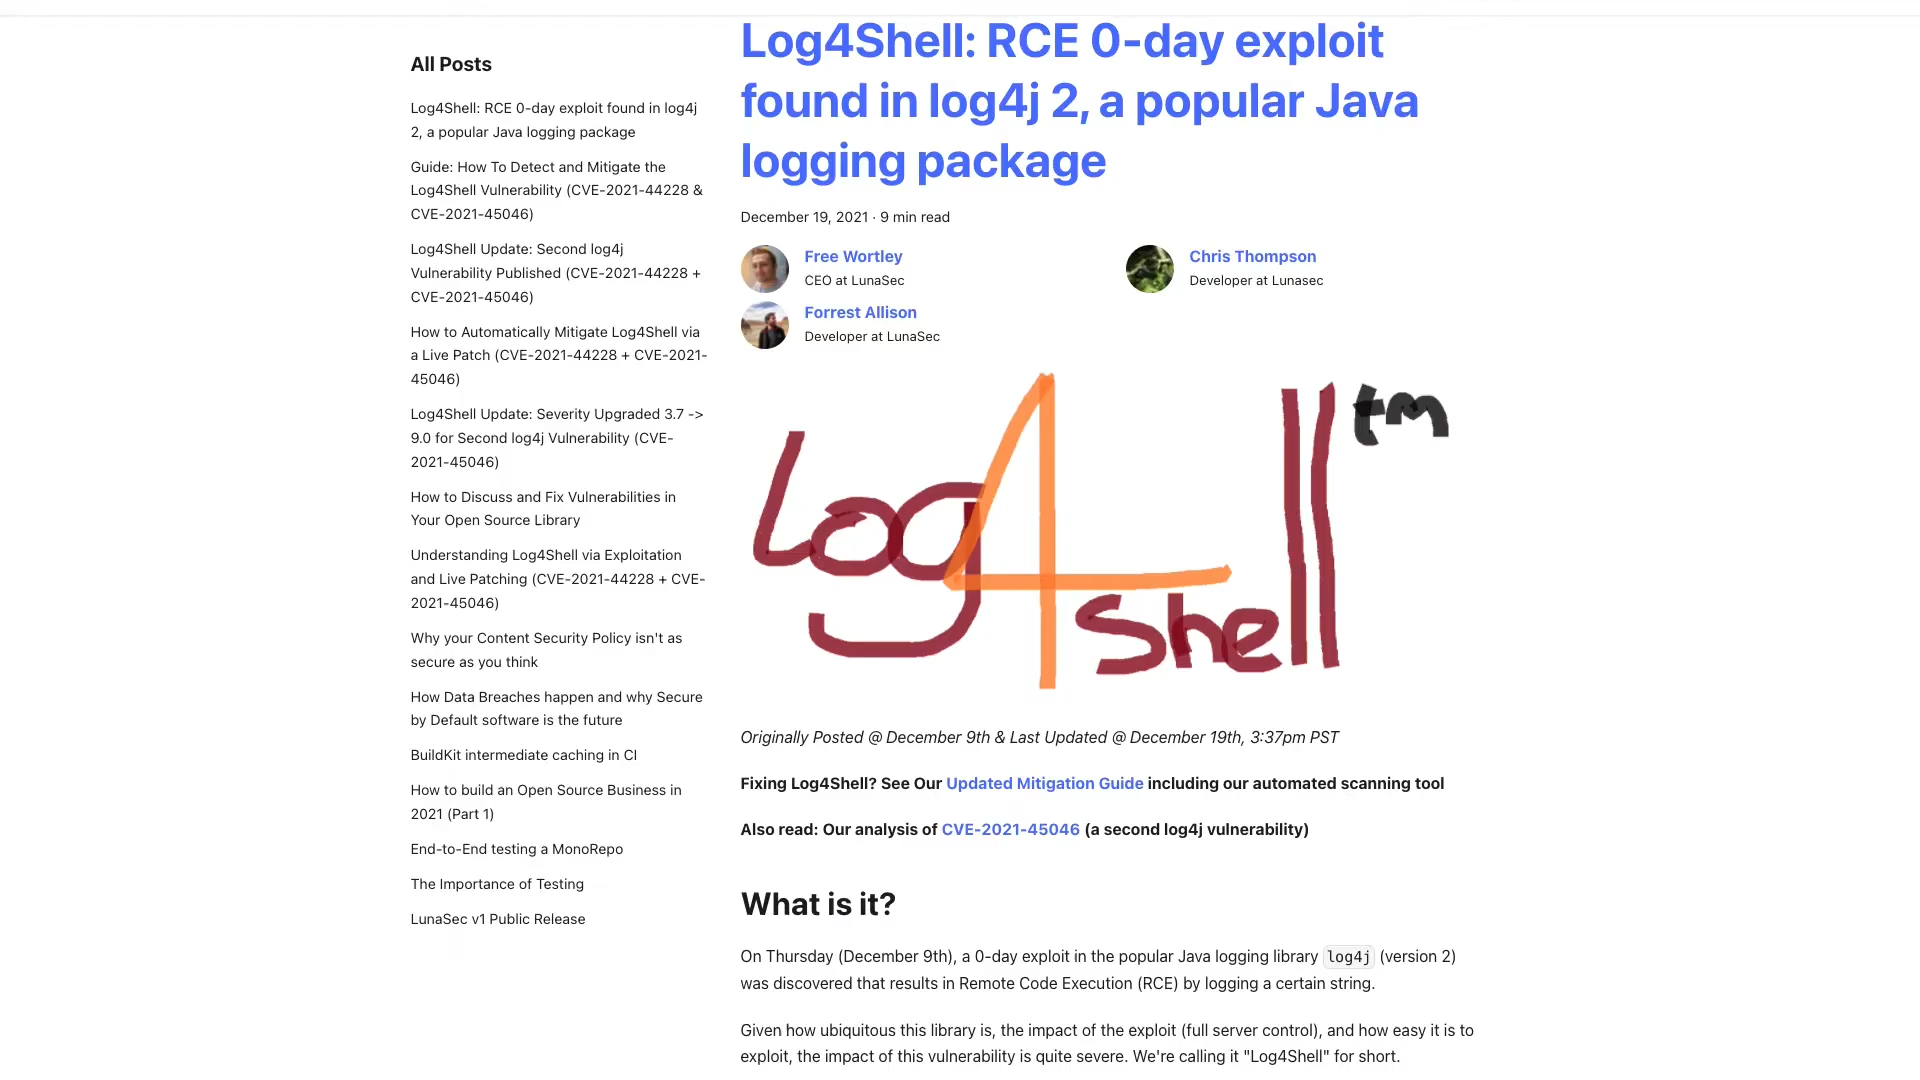 All Posts
Log4Shell: RCE 0-day exploit found in log4j
2, a popular Java logging package
Guide: How To Detect and Mitigate the
Log4Shell Vulnerability (CVE-2021-44228 &
CVE-2021-45046)
Log4Shell Update: Second log4j
Vulnerability Published (CVE-2021-44228 +
CVE-2021-45046)
How to Automatically Mitigate Log4Shell via
a Live Patch (CVE-2021-44228 + CVE-2021-
45046)
Log4Shell Update: Severity Upgraded 3.7 ->
9.0 for Second log4j Vulnerability (CVE-
2021-45046)
How to Discuss and Fix Vulnerabilities in
Your Open Source Library
Understanding Log4Shell via Exploitation
and Live Patching (CVE-2021-44228 + CVE-
2021-45046)
Why your Content Security Policy isn't as
secure as you think
How Data Breaches happen and why Secure
by Default software is the future
BuildKit intermediate caching in CI
How to build an Open Source Business in
2021 (Part 1)
End-to-End testing a MonoRepo
The Importance of Testing
LunaSec v1 Public Release
Log4Shell: RCE 0-day exploit
found in log4j 2, a popular Java
logging package
December 19, 2021 · 9 min read
Free Wortley
CEO at LunaSec
Chris Thompson
Developer at Lunasec
Forrest Allison
Developer at LunaSec
Log4Shell tm
Originally Posted @ December 9th & Last Updated @ December 19th, 3:37pm PST
Fixing Log4Shell? See Our Updated Mitigation Guide including our automated scanning tool
Also read: Our analysis of CVE-2021-45046 (a second log4j vulnerability)
What is it?
On Thursday (December 9th), a 0-day exploit in the popular Java logging library log4j (version 2)
was discovered that results in Remote Code Execution (RCE) by logging a certain string.
Given how ubiquitous this library is, the impact of the exploit (full server control), and how easy it is to
exploit, the impact of this vulnerability is quite severe. We're calling it "Log4Shell" for short.